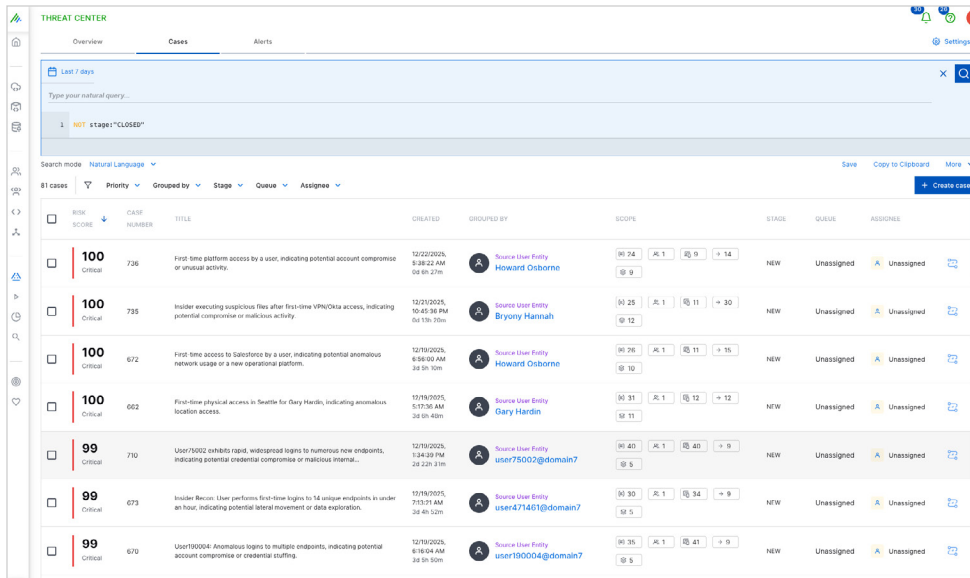 THREAT CENTER
30
26
Overview
Cases
Alerts
Settings
Last 7 days
Type your natural query...
1 NOT stage:"CLOSED"
Search mode Natural Language
Save
Copy to Clipboard
More
81 cases
Priority
Grouped by
Stage
Queue
Assignee
+ Create case
RISK SCORE
CASE NUMBER
TITLE
CREATED
GROUPED BY
SCOPE
STAGE
QUEUE
ASSIGNEE
100
Critical
736
First-time platform access by a user, indicating potential account compromise
or unusual activity.
12/22/2025,
5:38:22 AM
0d 6h 27m
Source User Entity
Howard Osborne
24
1
9
14
9
NEW
Unassigned
A Unassigned
100
Critical
735
Insider executing suspicious files after first-time VPN/Okta access, indicating
potential compromise or malicious activity.
12/21/2025,
10:45:36 PM
0d 13h 20m
Source User Entity
Bryony Hannah
25
1
11
30
12
NEW
Unassigned
A Unassigned
100
Critical
672
First-time access to Salesforce by a user, indicating potential anomalous
network usage or a new operational platform.
12/19/2025,
6:56:00 AM
3d 5h 10m
Source User Entity
Howard Osborne
26
1
11
15
10
NEW
Unassigned
A Unassigned
100
Critical
662
First-time physical access in Seattle for Gary Hardin, indicating anomalous
location access.
12/19/2025,
5:17:36 AM
3d 6h 48m
Source User Entity
Gary Hardin
31
1
12
12
11
NEW
Unassigned
A Unassigned
99
Critical
710
User75002 exhibits rapid, widespread logins to numerous new endpoints,
indicating potential credential compromise or malicious internal...
12/19/2025,
1:34:39 PM
2d 22h 31m
Source User Entity
user75002@domain7
40
1
40
9
5
NEW
Unassigned
A Unassigned
99
Critical
673
Insider Recon: User performs first-time logins to 14 unique endpoints in under
an hour, indicating potential lateral movement or data exploration.
12/19/2025,
7:13:21 AM
3d 4h 52m
Source User Entity
user471461@domain7
30
1
34
9
5
NEW
Unassigned
A Unassigned
99
Critical
670
User190004: Anomalous logins to multiple endpoints, indicating potential
account compromise or credential stuffing.
12/19/2025,
6:16:04 AM
3d 5h 50m
Source User Entity
user190004@domain7
35
1
41
9
5
NEW
Unassigned
A Unassigned